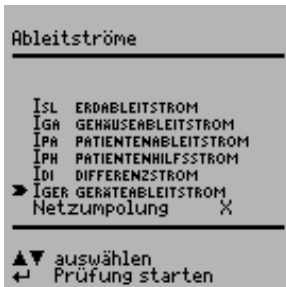 Ableitströme
ISL ERDABLEITSTROM
IGA GEHÄUSEABLEITSTROM
IPA PATIENTENABLEITSTROM
IPH PATIENTENHILFSSTROM
IDI DIFFERENZSTROM
IGER GERÄTEABLEITSTROM
Netzumpolung X
▲▼ auswählen
↵ Prüfung starten